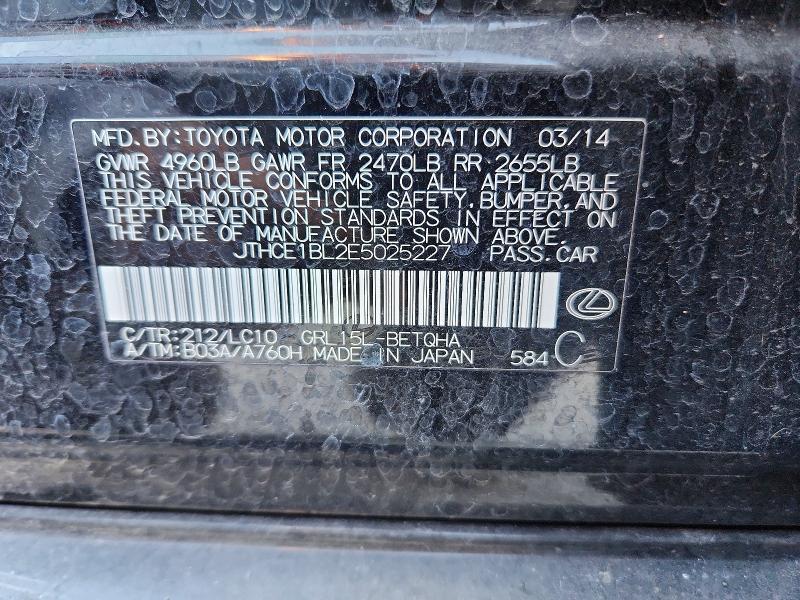 MFD. BY: TOYOTA MOTOR CORPORATION 03/14
GVWR 4960LB GAWR FR 2470LB RR 2655LB
THIS VEHICLE CONFORMS TO ALL APPLICABLE
FEDERAL MOTOR VEHICLE SAFETY, BUMPER, AND
THEFT PREVENTION STANDARDS IN EFFECT ON
THE DATE OF MANUFACTURE SHOWN ABOVE.
JTHCE1BL2E5025227 PASS. CAR
C/TR: 212/LC10 GRL15L-BETQHA
A/TM: B03A/A760H MADE IN JAPAN 584 C